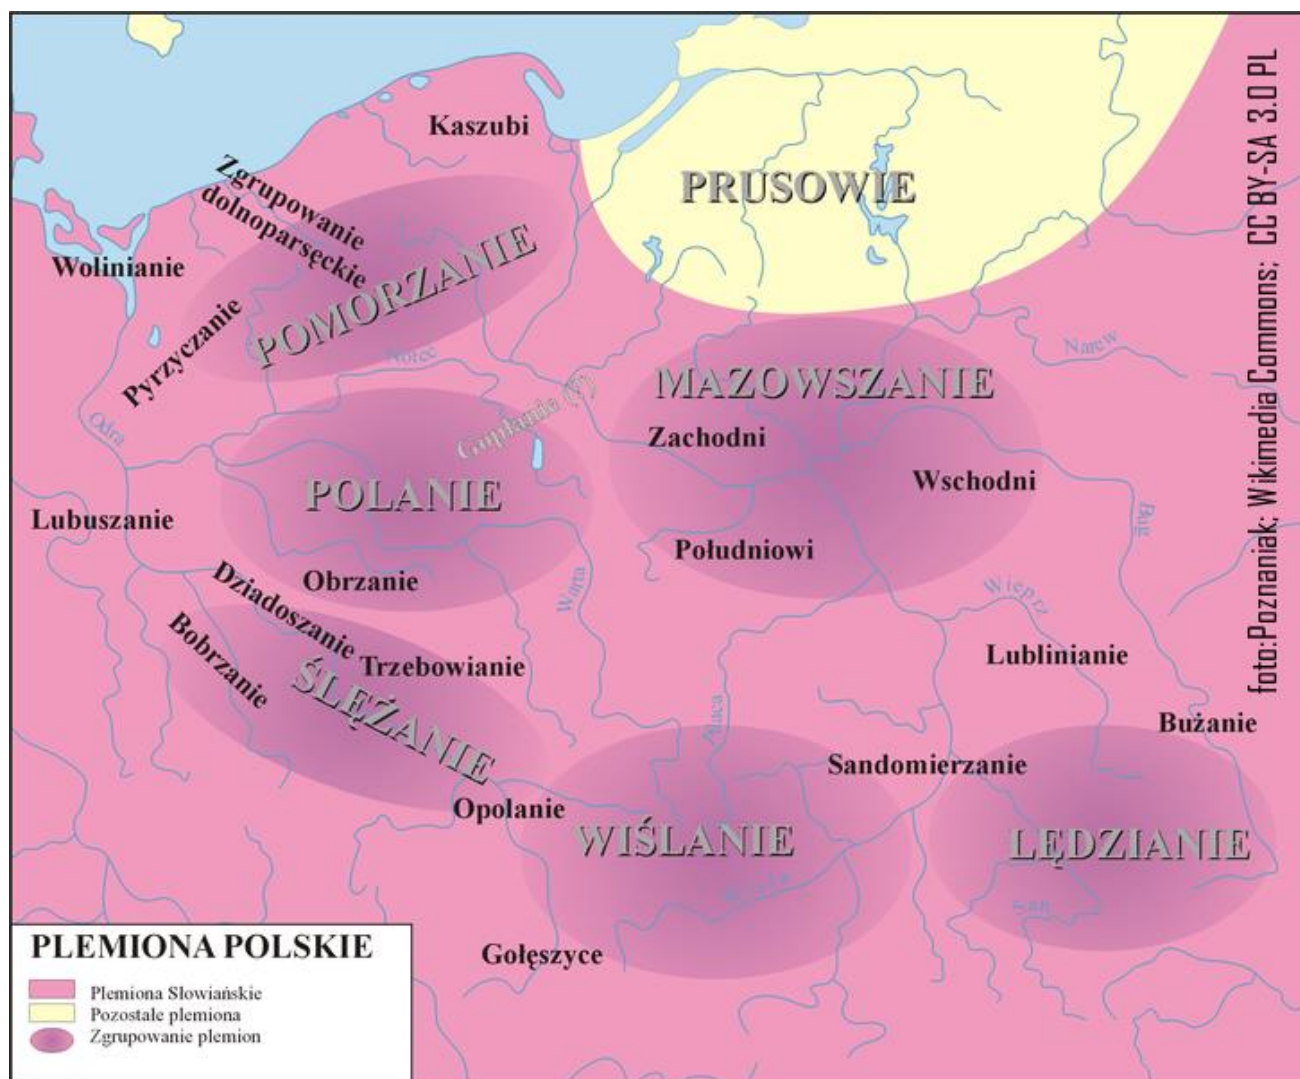 Kaszubi
Zgrupowanie
dolnoparsęckie
PRUSOWIE
Wolinianie
POMORZANIE
Pyrzyczanie
Noteć
Narew
MAZOWSZANIE
Goplanie (?)
Zachodni
Odra
Wschodni
POLANIE
Lubuszanie
Bug
Południowi
Obrzanie
Dziadoszanie
Warta
Wieprz
Bobrzanie
Trzebowianie
Lublinianie
ŚLĘŻANIE
Pilica
Bużanie
Sandomierzanie
Opolanie
WIŚLANIE
LĘDZIANIE
Wisła
San
Gołęszyce
PLEMIONA POLSKIE
Plemiona Słowiańskie
Pozostałe plemiona
Zgrupowanie plemion
foto:Poznaniak; Wikimedia Commons; CC BY-SA 3.0 PL